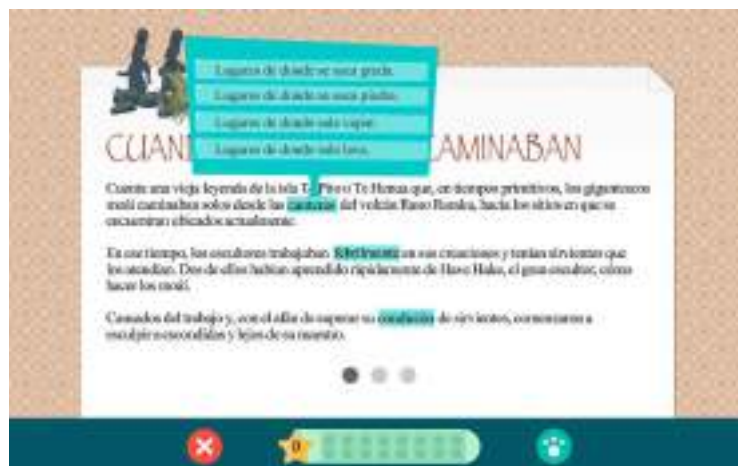 Lugares de donde se saca greda.
Lugares de donde se saca piedra.
Lugares de donde sale vapor.
Lugares de donde sale lava.
CUAN AMINABAN
Cuenta una vieja leyenda de la isla Te Pito o Te Henua que, en tiempos primitivos, los gigantescos
moái caminaban solos desde las canteras del volcán Rano Raraku, hacia los sitios en que se
encuentran ubicados actualmente.
En ese tiempo, los escultores trabajaban febrilmente en sus creaciones y tenían sirvientes que
los atendían. Dos de ellos habían aprendido rápidamente de Hava Haka, el gran escultor, cómo
hacer los moái.
Cansados del trabajo y, con el afán de superar su condición de sirvientes, comenzaron a
esculpir a escondidas y lejos de su maestro.
0